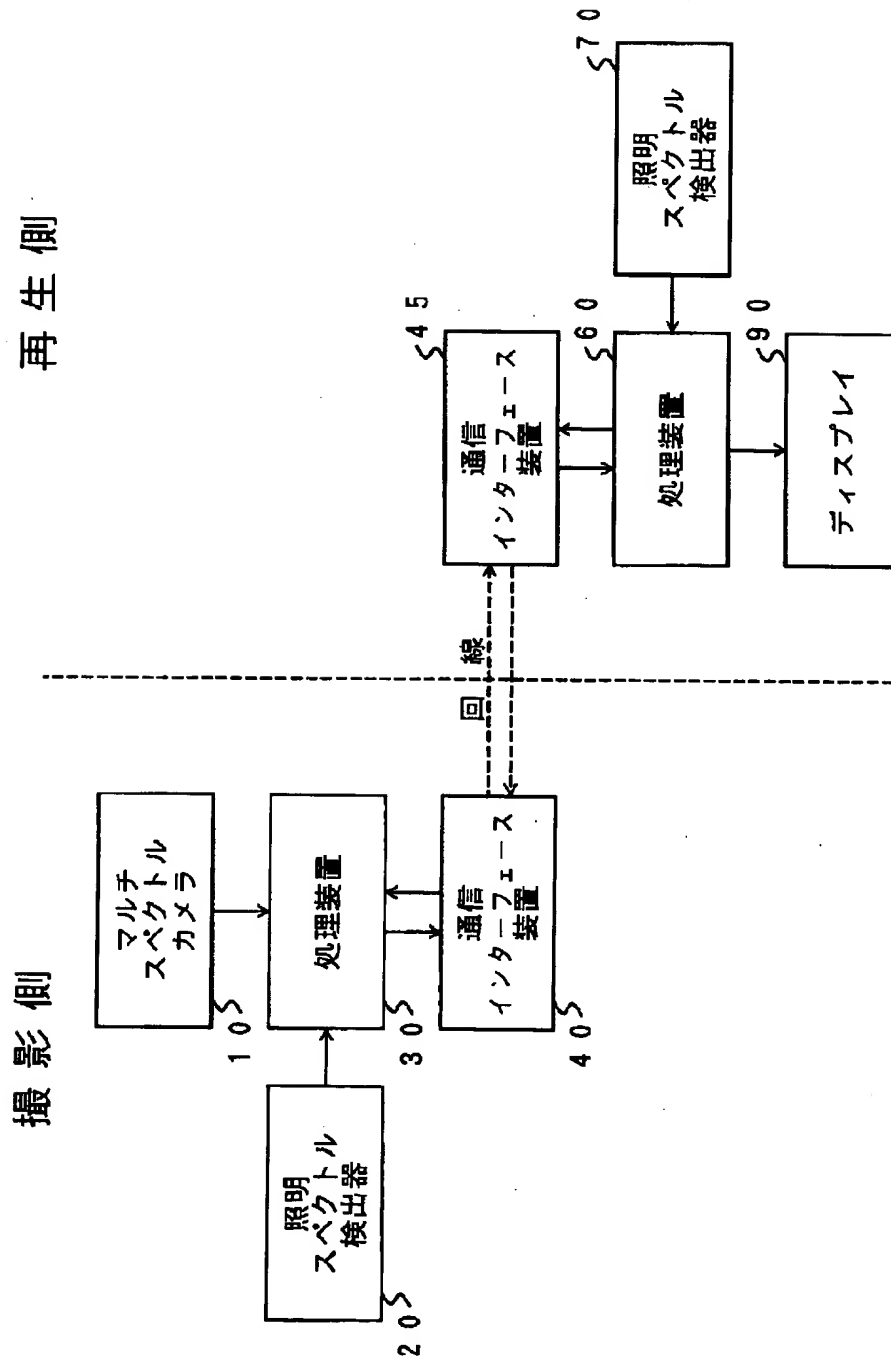 撮影側
マルチ
スペクトル
カメラ
10
照明
スペクトル
検出器
20
処理装置
30
通信
インターフェース
装置
40
回線
再生側
通信
インターフェース
装置
45
処理装置
60
照明
スペクトル
検出器
70
ディスプレイ
90